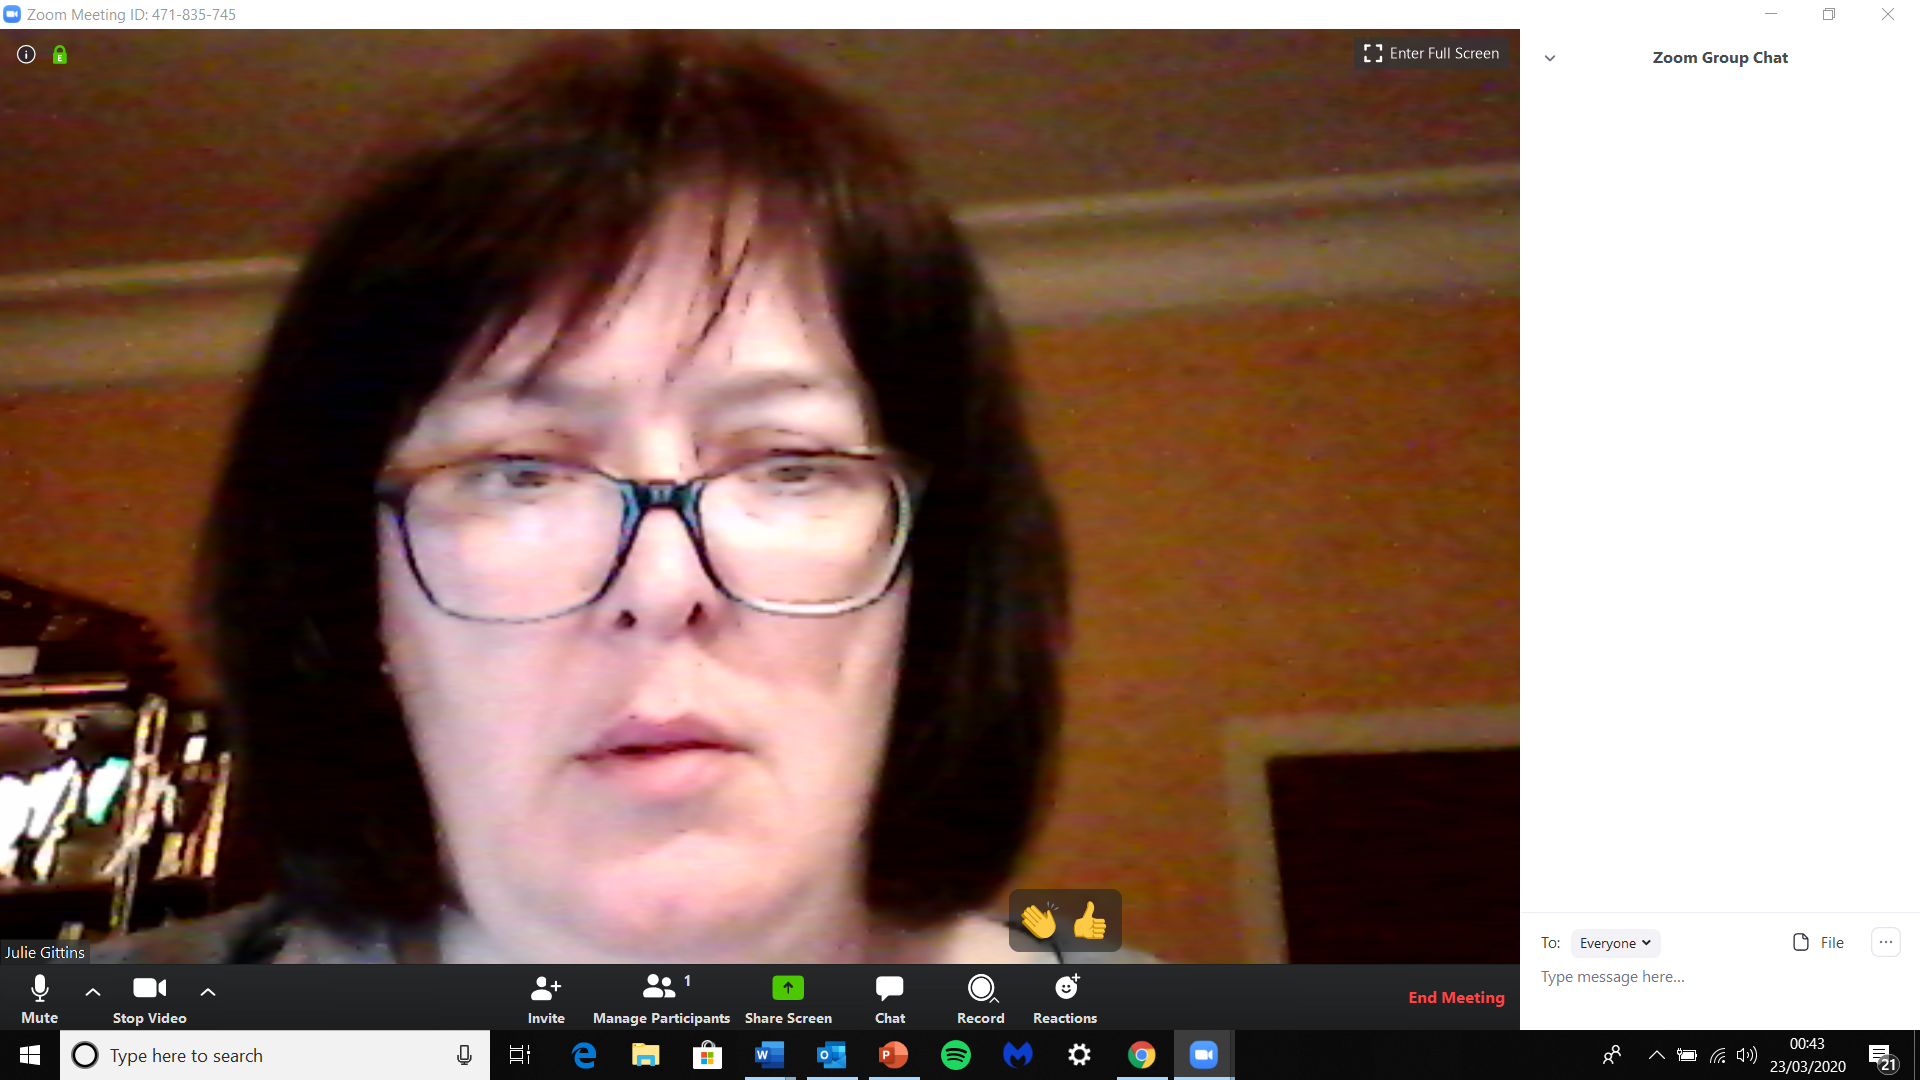 Zoom Meeting ID: 471-835-745
Enter Full Screen
Zoom Group Chat
Julie Gittins
To: Everyone File ...
Type message here...
1
Mute Stop Video Invite Manage Participants Share Screen Chat Record Reactions End Meeting
Type here to search
00:43
23/03/2020
21